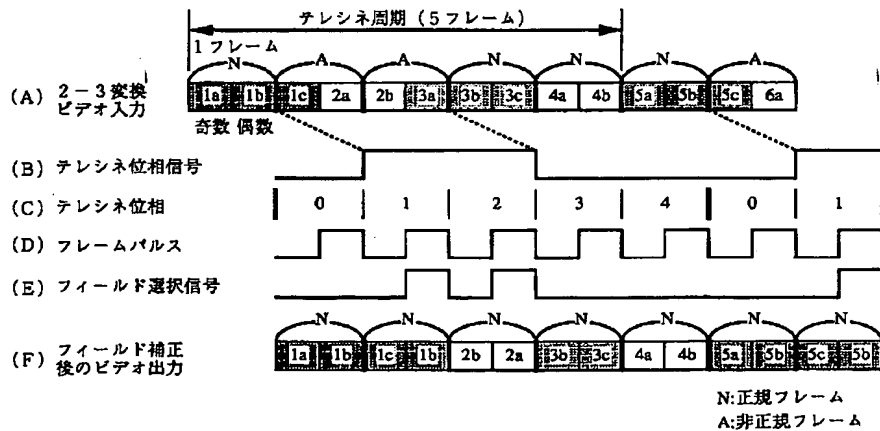 テレシネ周期 (5フレーム)
1フレーム
N A A N N N A
(A) 2-3変換
ビデオ入力
1a 1b 1c 2a 2b 3a 3b 3c 4a 4b 5a 5b 5c 6a
奇数 偶数
(B) テレシネ位相信号
(C) テレシネ位相 0 1 2 3 4 0 1
(D) フレームパルス
(E) フィールド選択信号
N N N N N N N
(F) フィールド補正
後のビデオ出力
1a 1b 1c 1b 2b 2a 3b 3c 4a 4b 5a 5b 5c 5b
N:正規フレーム
A:非正規フレーム